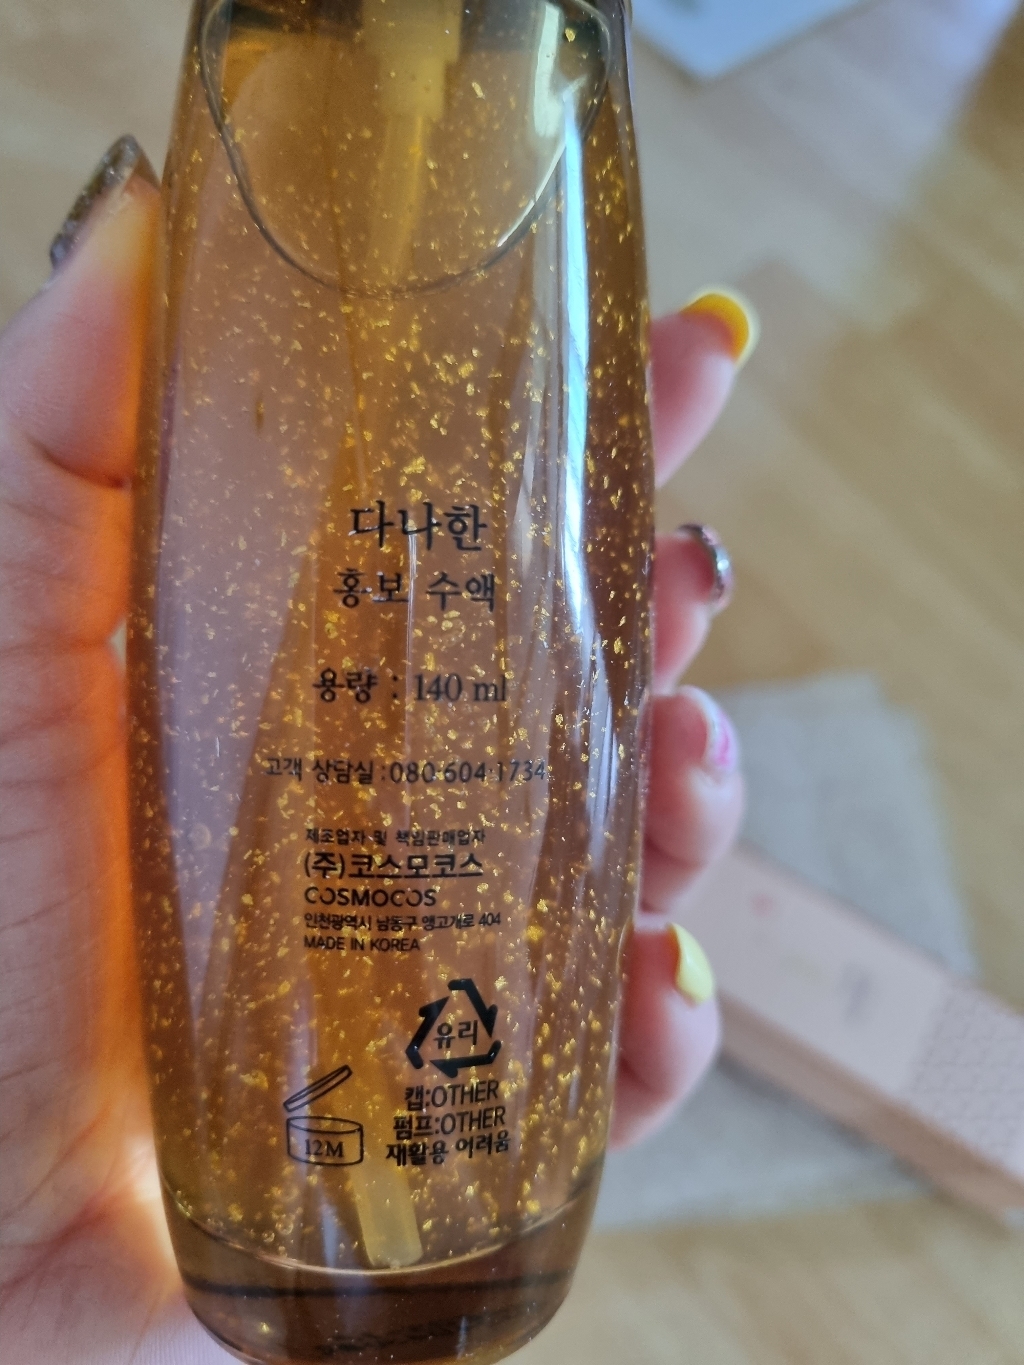 다나한
홍보 수액
용량 : 140 ml
고객 상담실 : 080·604·1734
제조업자 및 책임판매업자
(주)코스모코스
COSMOCOS
인천광역시 남동구 앵고개로 404
MADE IN KOREA
유리
캡:OTHER
펌프:OTHER
재활용 어려움
12M